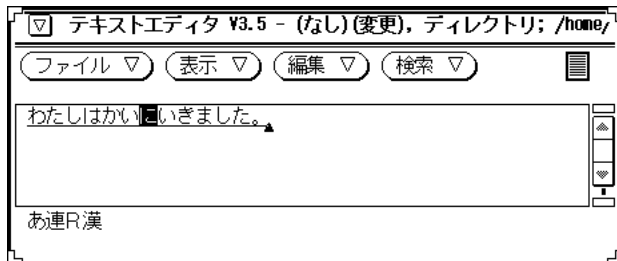 テキストエディタ V3.5 - (なし)(変更), ディレクトリ; /home/
ファイル 表示 編集 検索
わたしはかいにいきました。
あ連R漢